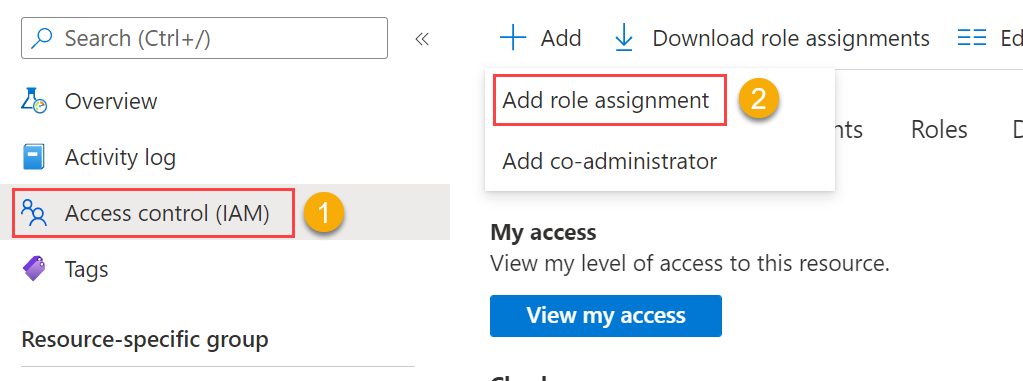 Search (Ctrl+/)
«
Overview
Activity log
Access control (IAM)
1
Tags
Resource-specific group
Add
Download role assignments
Ed
Add role assignment
2
Add co-administrator
nts
Roles
My access
View my level of access to this resource.
View my access